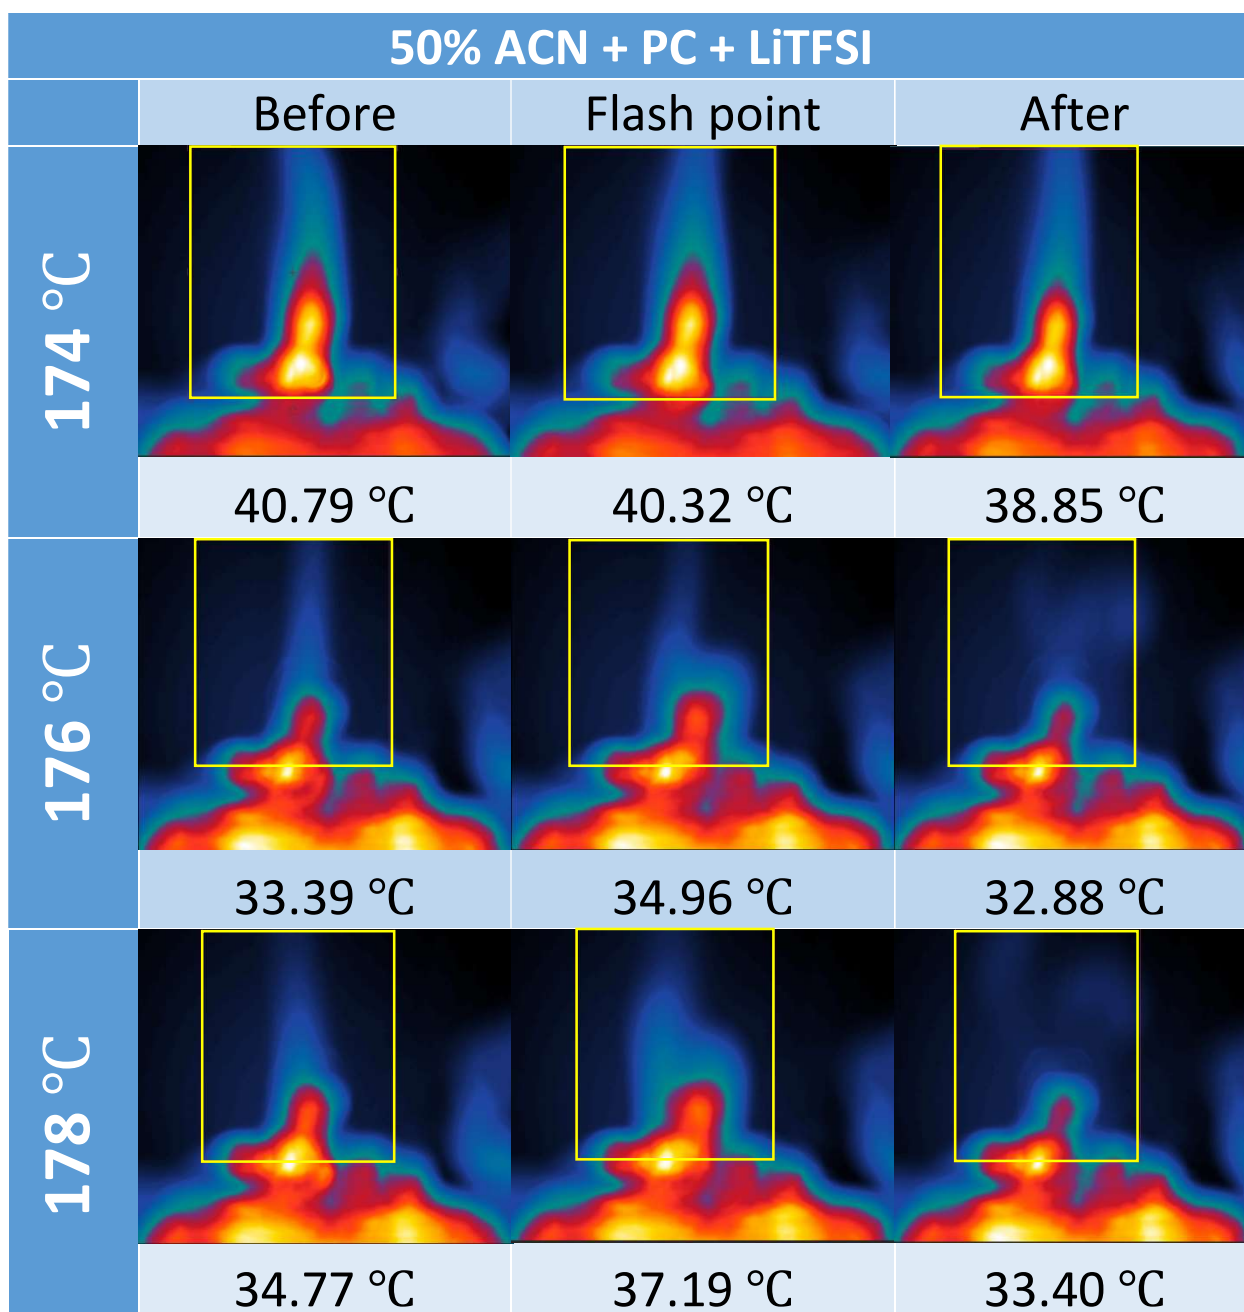 50% ACN + PC + LiTFSI
Before Flash point After
174 °C
40.79 °C 40.32 °C 38.85 °C
176 °C
33.39 °C 34.96 °C 32.88 °C
178 °C
34.77 °C 37.19 °C 33.40 °C